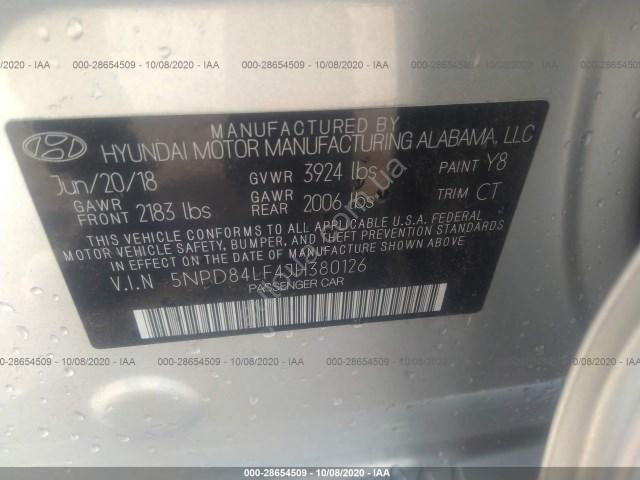 000-28654509 - 10/08/2020 - IAA
MANUFACTURED BY
HYUNDAI MOTOR MANUFACTURING ALABAMA, LLC
Jun/20/18 GVWR 3924 lbs PAINT Y8
GAWR FRONT 2183 lbs GAWR REAR 2006 lbs TRIM CT
THIS VEHICLE CONFORMS TO ALL APPLICABLE U.S.A. FEDERAL
MOTOR VEHICLE SAFETY, BUMPER, AND THEFT PREVENTION
STANDARDS IN EFFECT ON THE DATE OF MANUFACTURE SHOWN ABOVE.
V.I.N
PASSENGER CAR
000-28654509 - 10/08/2020 - IAA